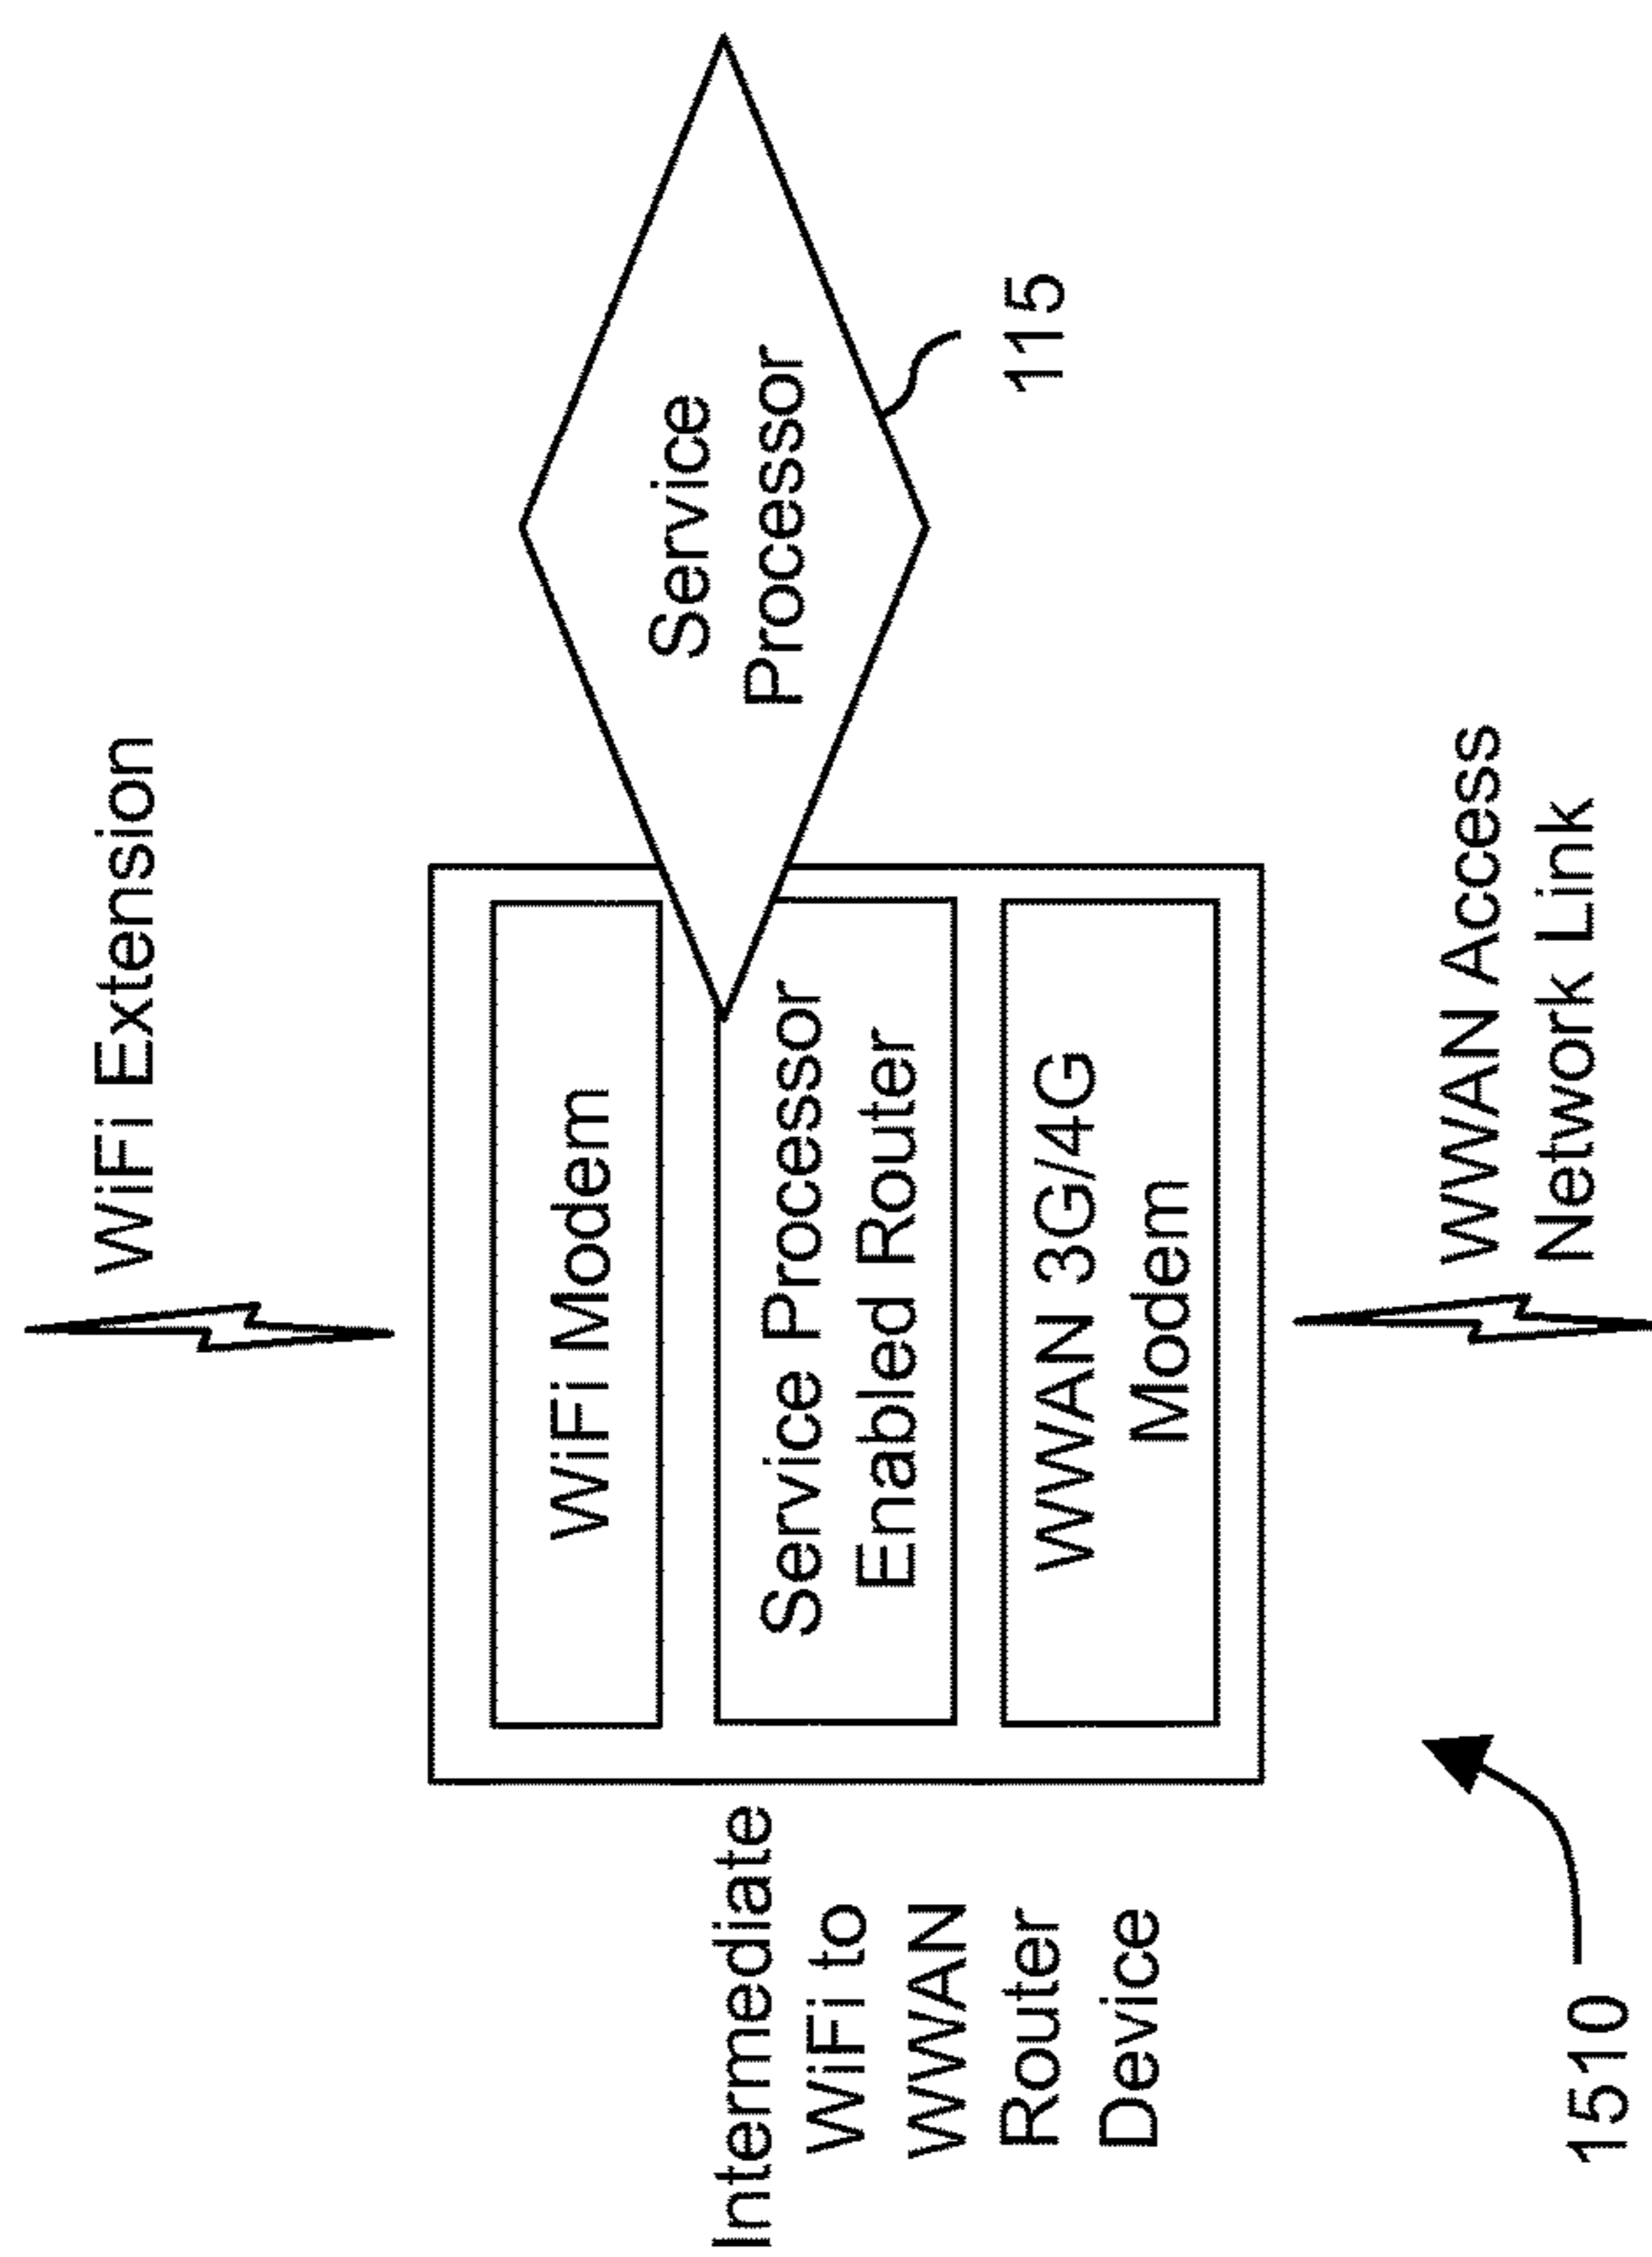 WiFi Extension
WiFi Modem
Service Processor
Enabled Router
WWAN 3G/4G
Modem
WWAN Access
Network Link
Intermediate
WiFi to
WWAN
Router
Device
1510
Service
Processor
115